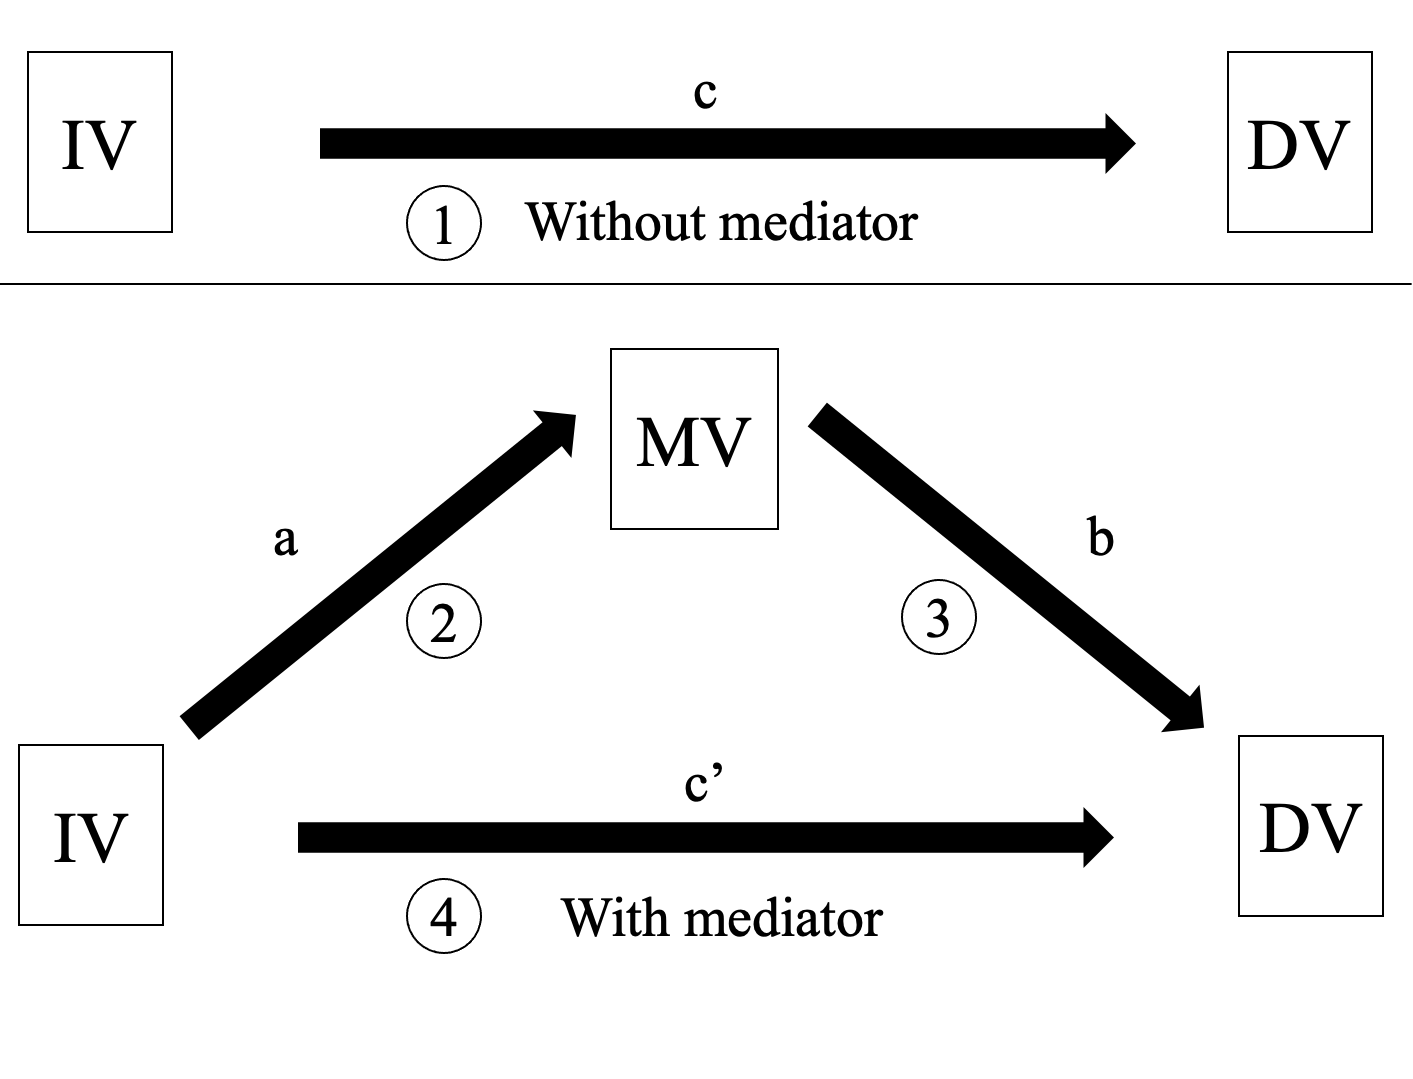 c
IV
DV
1 Without mediator
MV
a
b
2
3
c’
IV
DV
4 With mediator